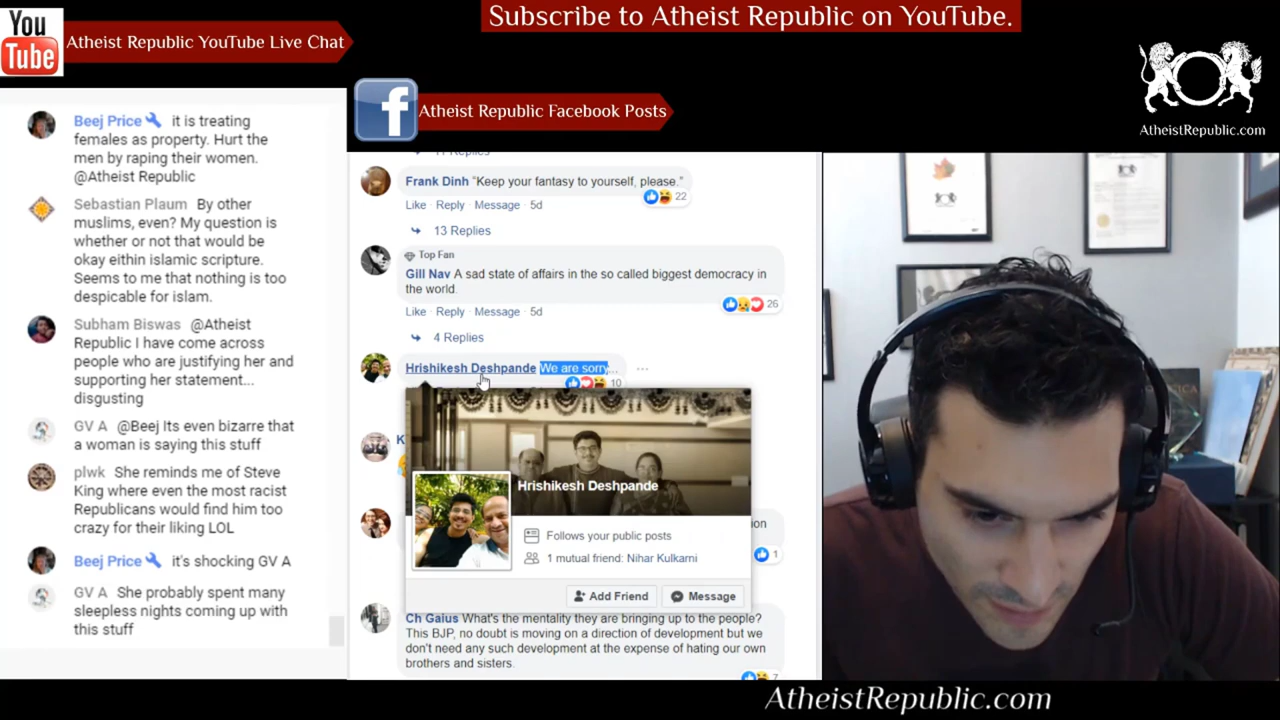 Subscribe to Atheist Republic on YouTube.
You
Tube
Atheist Republic YouTube Live Chat
AtheistRepublic.com
Atheist Republic Facebook Posts
Beej Price it is treating
females as property. Hurt the
men by raping their women.
@Atheist Republic
Sebastian Plaum By other
muslims, even? My question is
whether or not that would be
okay eithin islamic scripture.
Seems to me that nothing is too
despicable for islam.
Subham Biswas @Atheist
Republic I have come across
people who are justifying her and
supporting her statement...
disgusting
GV A @Beej Its even bizarre that
a woman is saying this stuff
plwk She reminds me of Steve
King where even the most racist
Republicans would find him too
crazy for their liking LOL
Beej Price it's shocking GV A
GV A She probably spent many
sleepless nights coming up with
this stuff
Replies
Frank Dinh "Keep your fantasy to yourself, please."
22
Like · Reply · Message · 5d
13 Replies
Top Fan
Gill Nav A sad state of affairs in the so called biggest democracy in
the world.
26
Like · Reply · Message · 5d
4 Replies
Hrishikesh Deshpande We are sorry...
10
K
Hrishikesh Deshpande
Follows your public posts
1 mutual friend: Nihar Kulkarni
Add Friend
Message
ion
1
Ch Gaius What's the mentality they are bringing up to the people?
This BJP, no doubt is moving on a direction of development but we
don't need any such development at the expense of hating our own
brothers and sisters.
7
AtheistRepublic.com